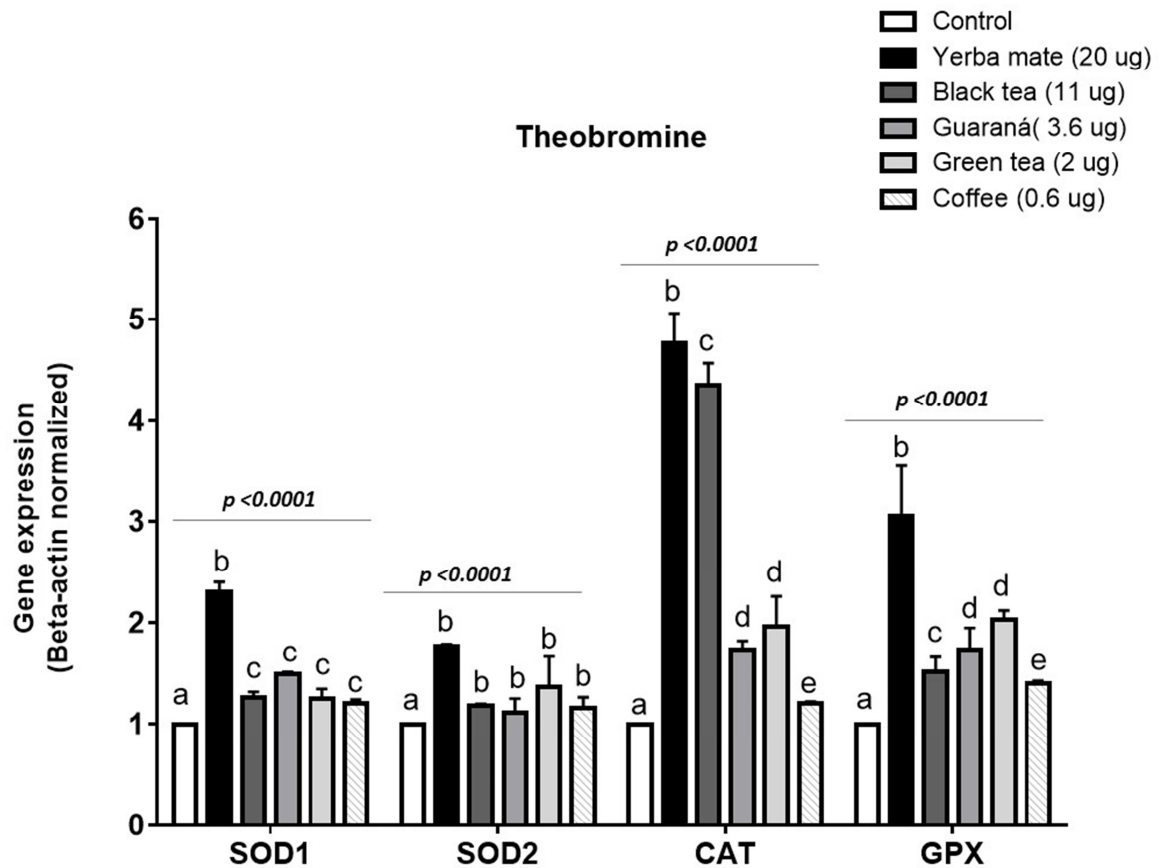 Control
Yerba mate (20 ug)
Black tea (11 ug)
Guaraná( 3.6 ug)
Green tea (2 ug)
Coffee (0.6 ug)
Theobromine
Gene expression
(Beta-actin normalized)
6
5
4
3
2
1
0
p <0.0001
a
b
c
c
c
c
p <0.0001
a
b
b
b
b
b
p <0.0001
a
b
c
d
d
e
p <0.0001
a
b
c
d
d
e
SOD1
SOD2
CAT
GPX